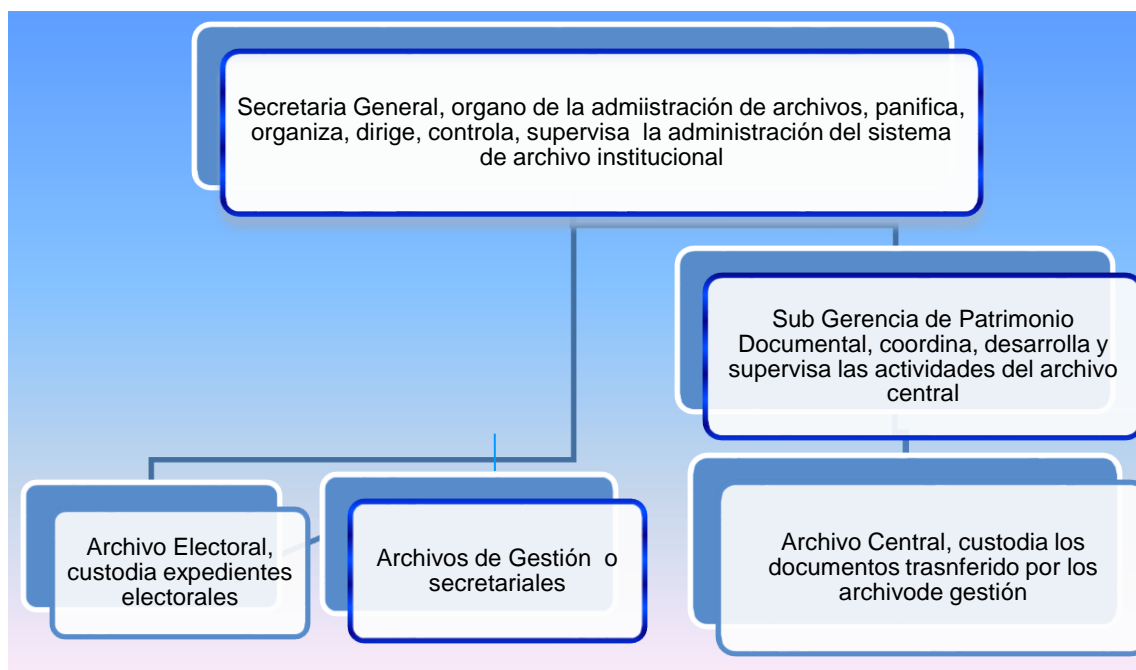 Secretaria General, organo de la admiistración de archivos, panifica,
organiza, dirige, controla, supervisa la administración del sistema
de archivo institucional
Sub Gerencia de Patrimonio
Documental, coordina, desarrolla y
supervisa las actividades del archivo
central
Archivo Electoral,
custodia expedientes
electorales
Archivos de Gestión o
secretariales
Archivo Central, custodia los
documentos trasnferido por los
archivode gestión